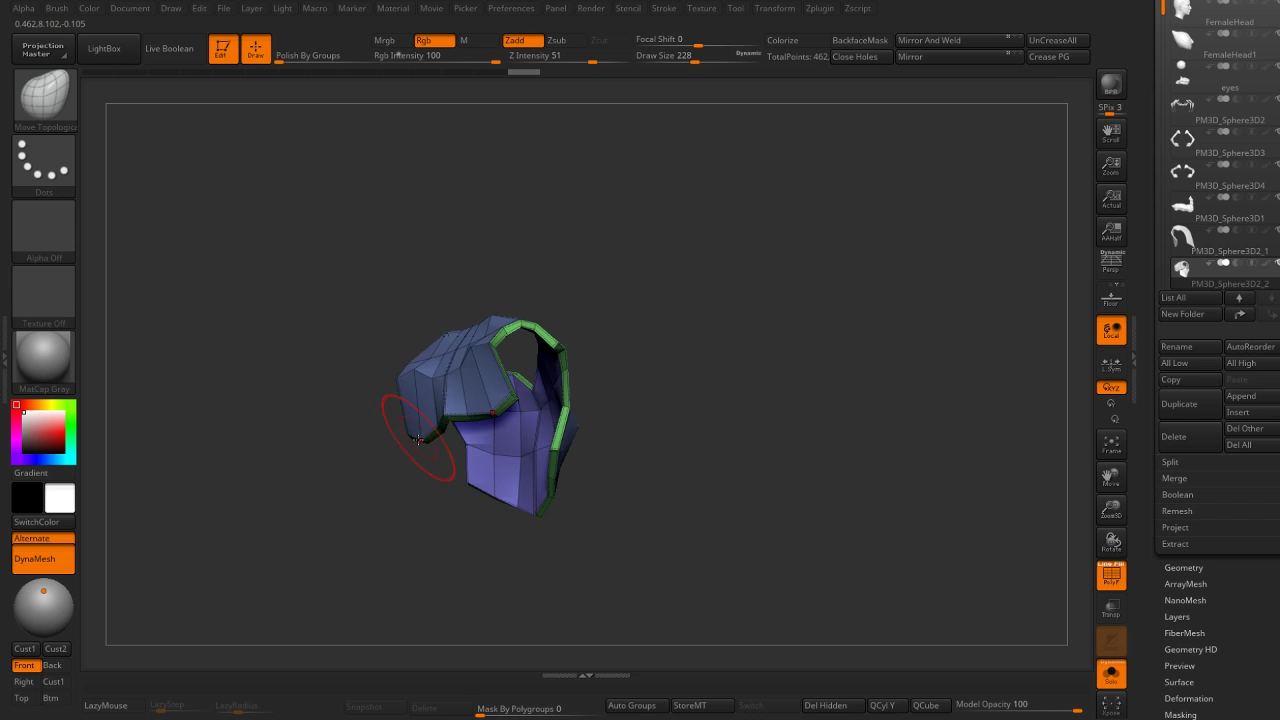 Alpha Brush Color Document Draw Edit File Layer Light Macro Marker Material Movie Picker Preferences Panel Render Stencil Stroke Texture Tool Transform Zplugin Zscript
0.462,8.102,-0.105
Projection Master
LightBox
Live Boolean
Edit
Draw
Polish By Groups
Mrgb
Rgb
M
Rgb Intensity 100
Zadd
Zsub
Zcut
Z Intensity 51
Focal Shift 0
Draw Size 228
Dynamic
Colorize
TotalPoints: 462,
BackfaceMask
Close Holes
Mirror And Weld
Mirror
UnCreaseAll
Crease PG
Move Topologica
Dots
Alpha Off
Texture Off
MatCap Gray
Gradient
SwitchColor
Alternate
DynaMesh
Cust1 Cust2
Front Back
Right Cust1
Top Btm
BPR
SPix 3
Scroll
Zoom
Actual
AAHalf
Dynamic
Persp
Floor
Local
L.Sym
XYZ
Frame
Move
Zoom3D
Rotate
Line Fill
PolyF
Transp
Dynamic
Solo
Xpose
FemaleHead
FemaleHead1
eyes
PM3D_Sphere3D2
PM3D_Sphere3D3
PM3D_Sphere3D4
PM3D_Sphere3D1
PM3D_Sphere3D2_1
PM3D_Sphere3D2_2
List All
New Folder
Rename AutoReorder
All Low All High
Copy Paste
Duplicate Append
Insert
Delete Del Other
Del All
Split
Merge
Boolean
Remesh
Project
Extract
Geometry
ArrayMesh
NanoMesh
Layers
FiberMesh
Geometry HD
Preview
Surface
Deformation
Masking
LazyMouse
LazyStep
LazyRadius
Snapshot
Delete
Mask By Polygroups 0
Auto Groups
StoreMT
Switch
Del Hidden
QCyl Y
QCube
Model Opacity 100